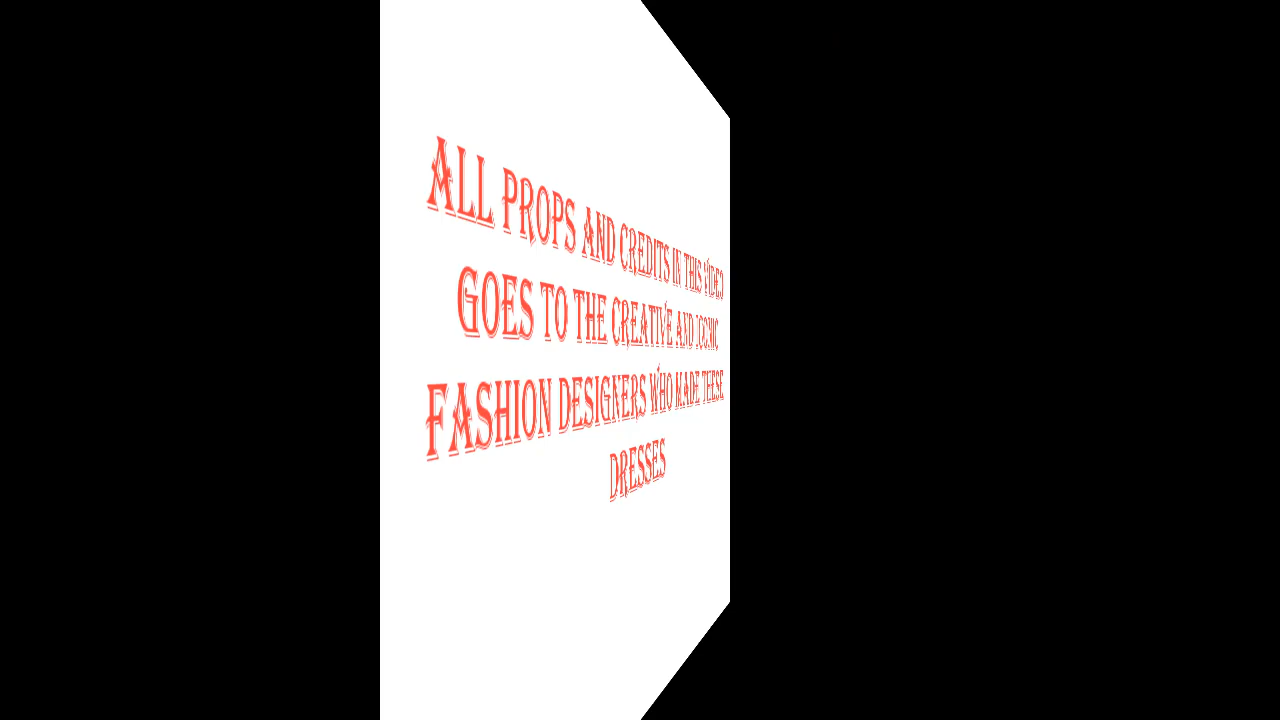 ALL PROPS AND CREDITS IN THIS VIDEO
GOES TO THE CREATIVE AND ICONIC
FASHION DESIGNERS WHO MADE THESE
DRESSES